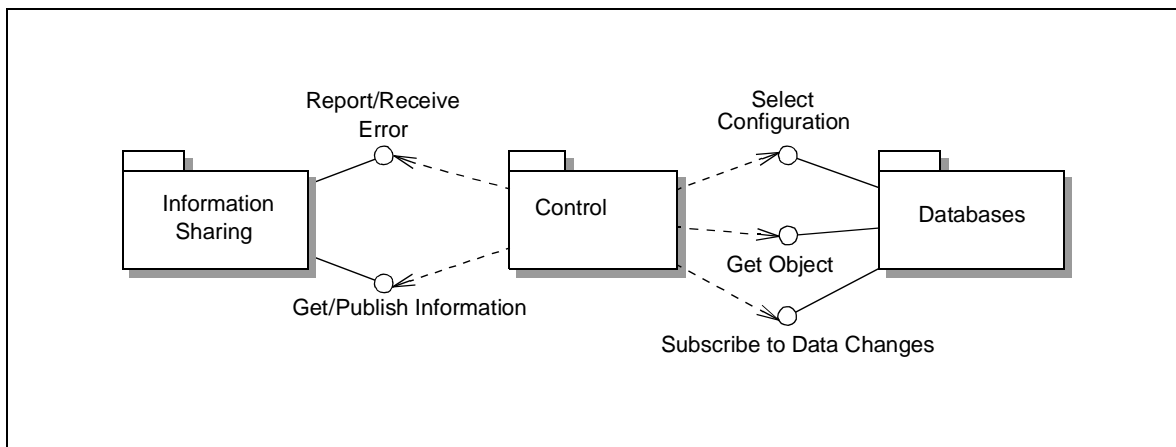 Report/Receive
Error
Select
Configuration
Information
Sharing
Control
Databases
Get Object
Get/Publish Information
Subscribe to Data Changes